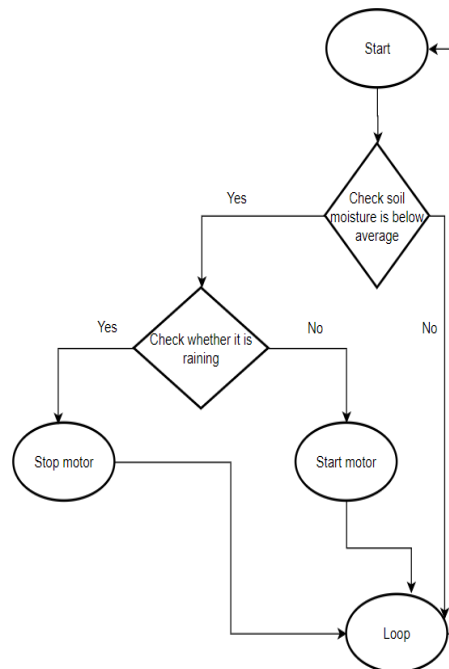 Start
Check soil
moisture is below
average
Yes
No
Check whether it is
raining
Yes
No
Stop motor
Start motor
Loop